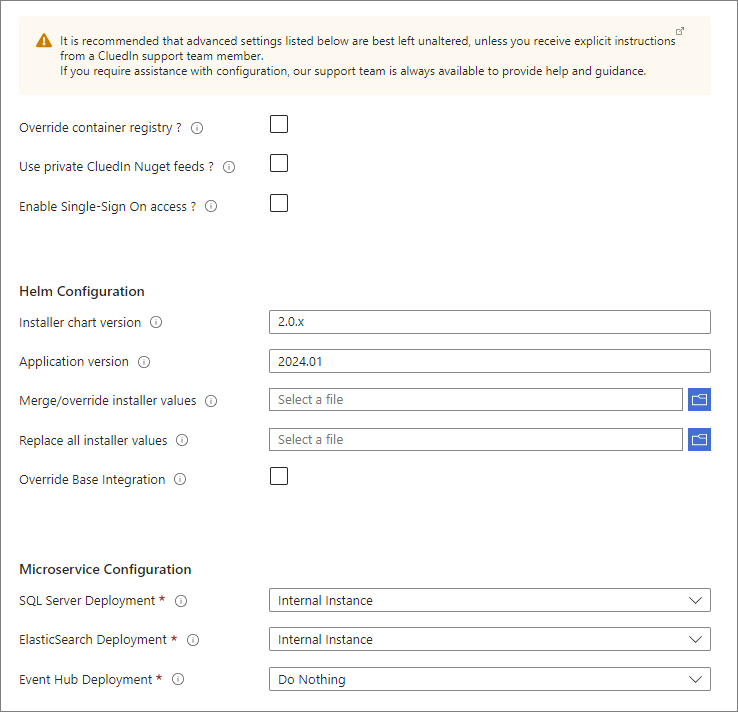 It is recommended that advanced settings listed below are best left unaltered, unless you receive explicit instructions
from a CluedIn support team member.
If you require assistance with configuration, our support team is always available to provide help and guidance.
Override container registry ?
Use private CluedIn Nuget feeds ?
Enable Single-Sign On access ?
Helm Configuration
Installer chart version 2.0.x
Application version 2024.01
Merge/override installer values Select a file
Replace all installer values Select a file
Override Base Integration
Microservice Configuration
SQL Server Deployment * Internal Instance
ElasticSearch Deployment * Internal Instance
Event Hub Deployment * Do Nothing